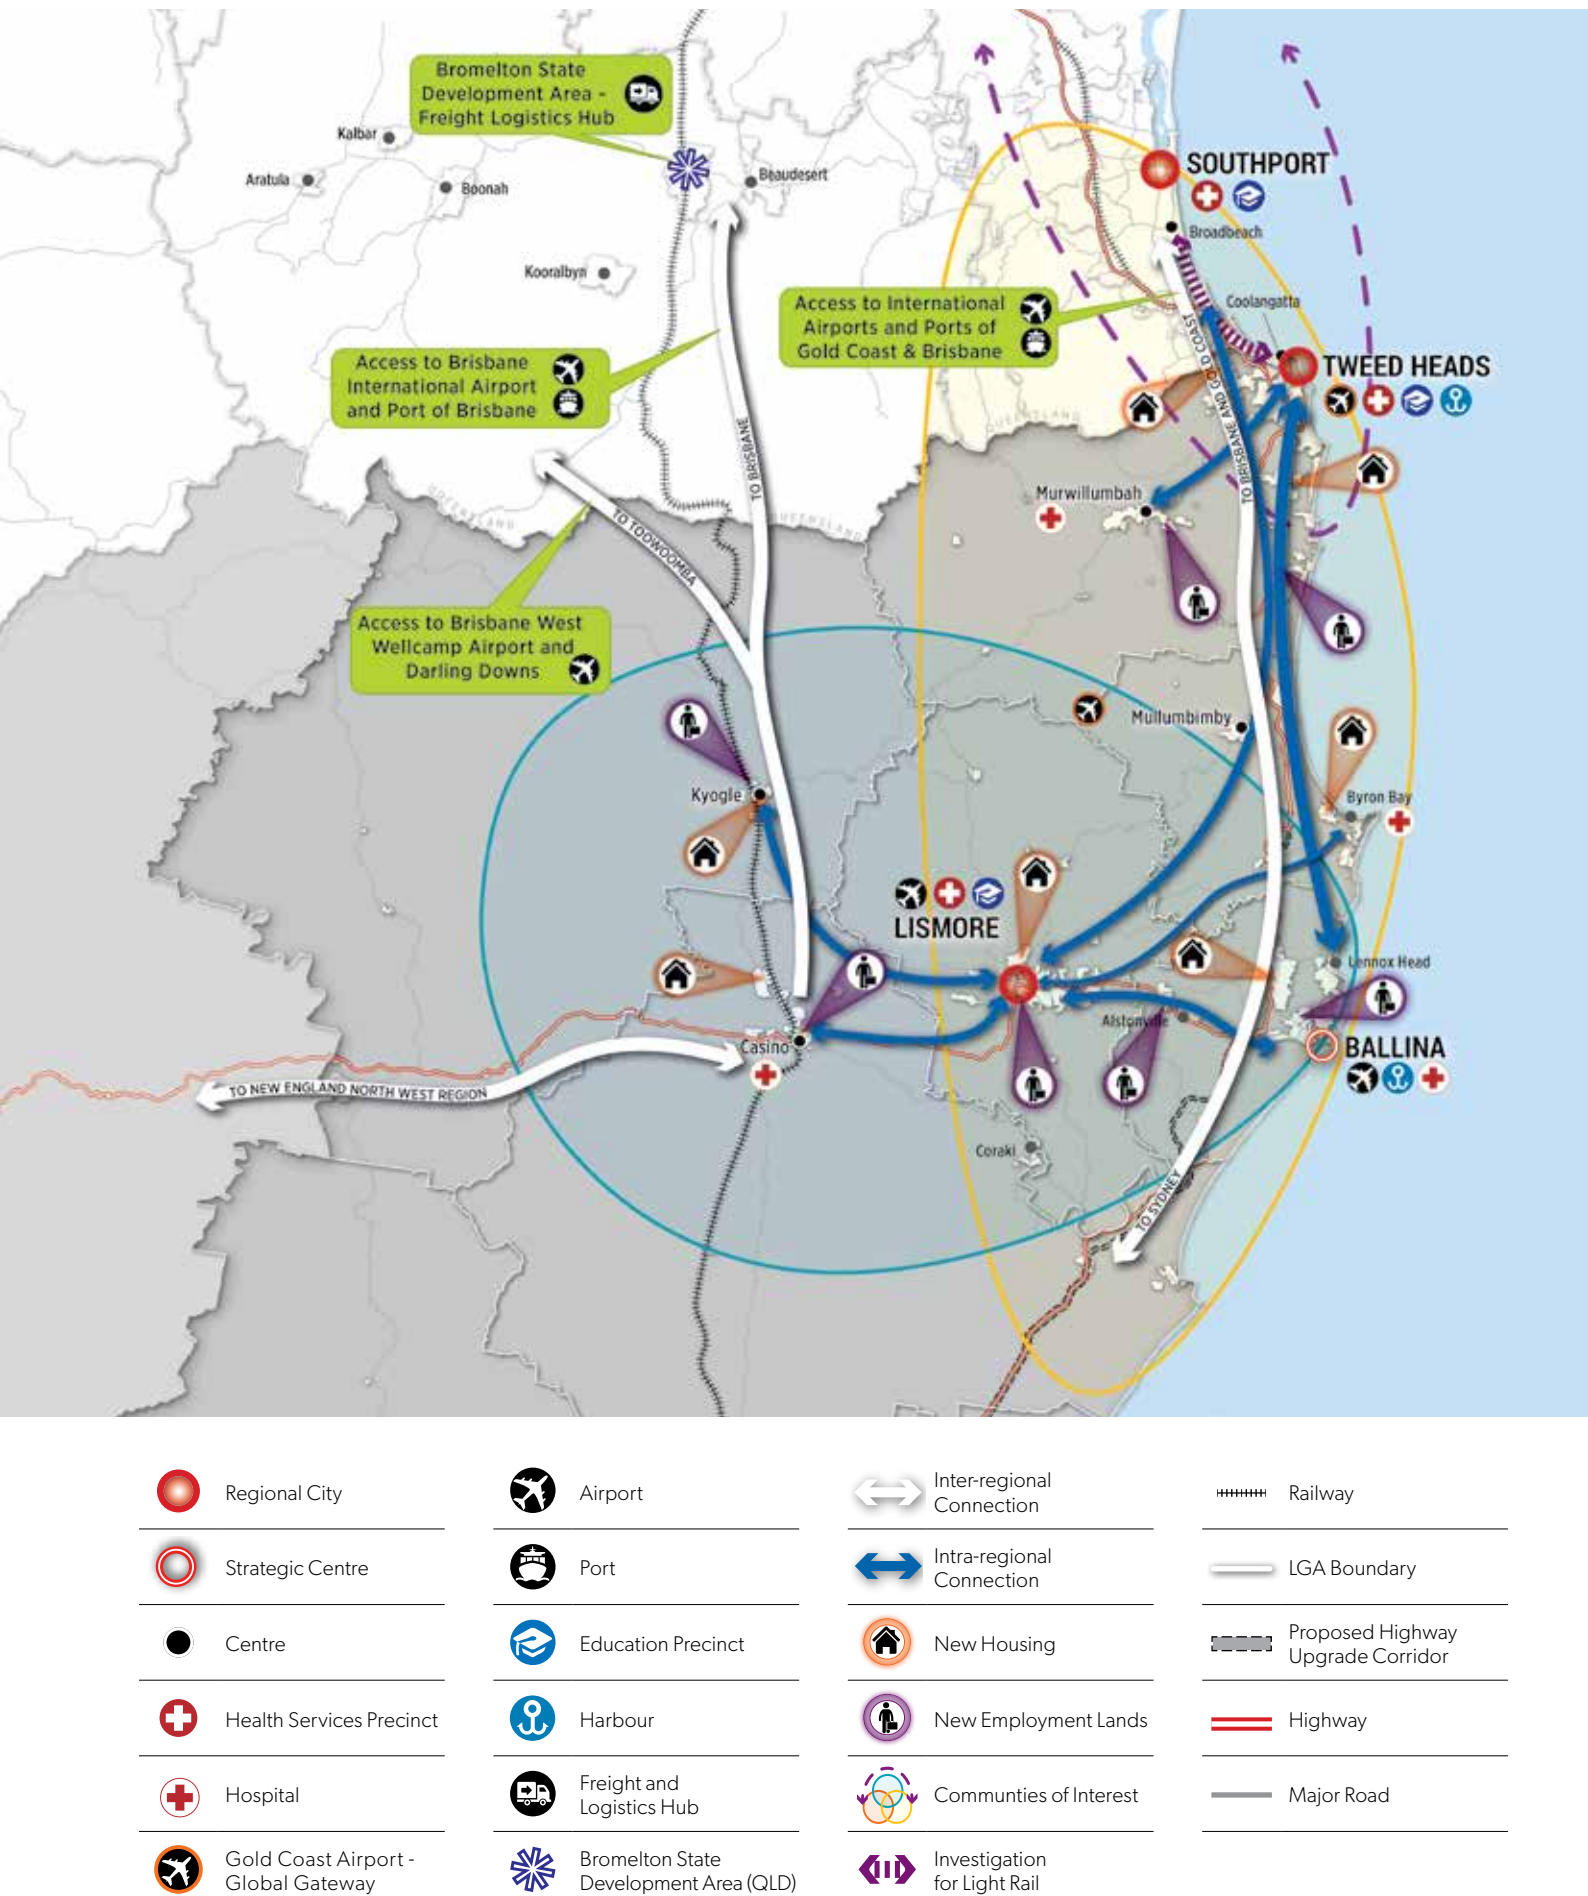 Bromelton State
Development Area -
Freight Logistics Hub
Kalbar
Aratula
Boonah
Beaudesert
Kooralbyn
SOUTHPORT
Broadbeach
Coolangatta
Access to International
Airports and Ports of
Gold Coast & Brisbane
Access to Brisbane
International Airport
and Port of Brisbane
TWEED HEADS
TO BRISBANE AND GOLD COAST
TO BRISBANE
QUEENSLAND
QUEENSLAND
QUEENSLAND
TO TOOWOOMBA
Murwillumbah
Access to Brisbane West
Wellcamp Airport and
Darling Downs
Mullumbimby
Kyogle
Byron Bay
LISMORE
Lennox Head
Alstonville
Casino
BALLINA
TO NEW ENGLAND NORTH WEST REGION
Coraki
TO SYDNEY
Regional City
Strategic Centre
Centre
Health Services Precinct
Hospital
Gold Coast Airport -
Global Gateway
Airport
Port
Education Precinct
Harbour
Freight and
Logistics Hub
Bromelton State
Development Area (QLD)
Inter-regional
Connection
Intra-regional
Connection
New Housing
New Employment Lands
Communties of Interest
Investigation
for Light Rail
Railway
LGA Boundary
Proposed Highway
Upgrade Corridor
Highway
Major Road